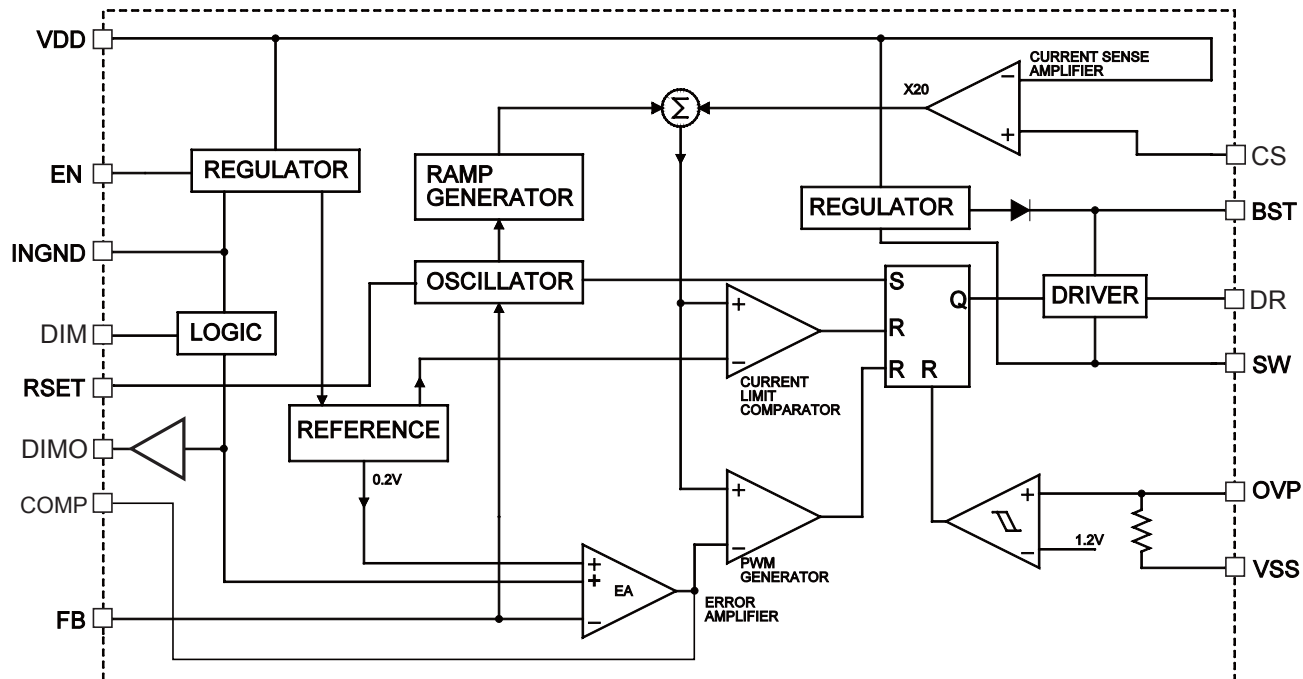 VDD
CURRENT SENSE
AMPLIFIER
X20
−
Σ
+
CS
EN
REGULATOR
RAMP
GENERATOR
REGULATOR
BST
INGND
OSCILLATOR
S
Q
DRIVER
DR
DIM
LOGIC
+
R
−
R R
SW
RSET
CURRENT
LIMIT
COMPARATOR
REFERENCE
DIMO
0.2V
COMP
+
+
OVP
1.2V
−
−
PWM
GENERATOR
VSS
+
+
EA
−
ERROR
AMPLIFIER
FB